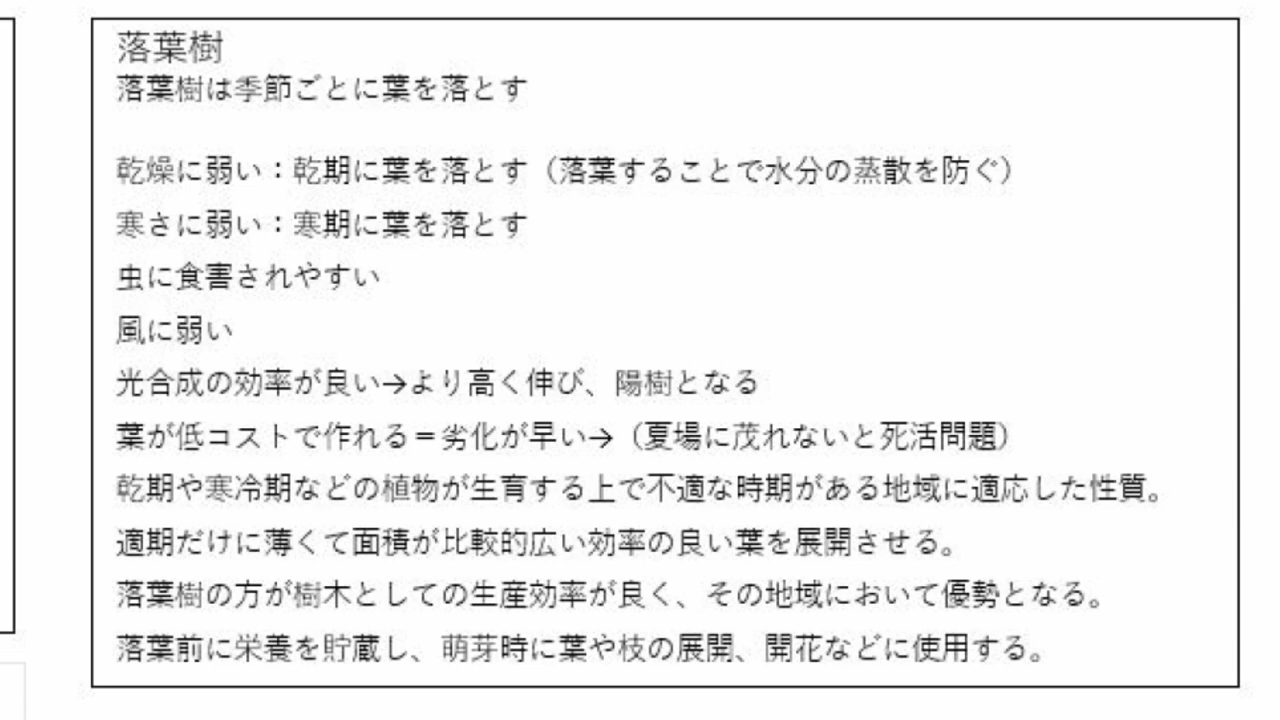 落葉樹
落葉樹は季節ごとに葉を落とす
乾燥に弱い：乾期に葉を落とす（落葉することで水分の蒸散を防ぐ）
寒さに弱い：寒期に葉を落とす
虫に食害されやすい
風に弱い
光合成の効率が良い→より高く伸び、陽樹となる
葉が低コストで作れる＝劣化が早い→（夏場に茂れないと死活問題）
乾期や寒冷期などの植物が生育する上で不適な時期がある地域に適応した性質。
適期だけに薄くて面積が比較的広い効率の良い葉を展開させる。
落葉樹の方が樹木としての生産効率が良く、その地域において優勢となる。
落葉前に栄養を貯蔵し、萌芽時に葉や枝の展開、開花などに使用する。